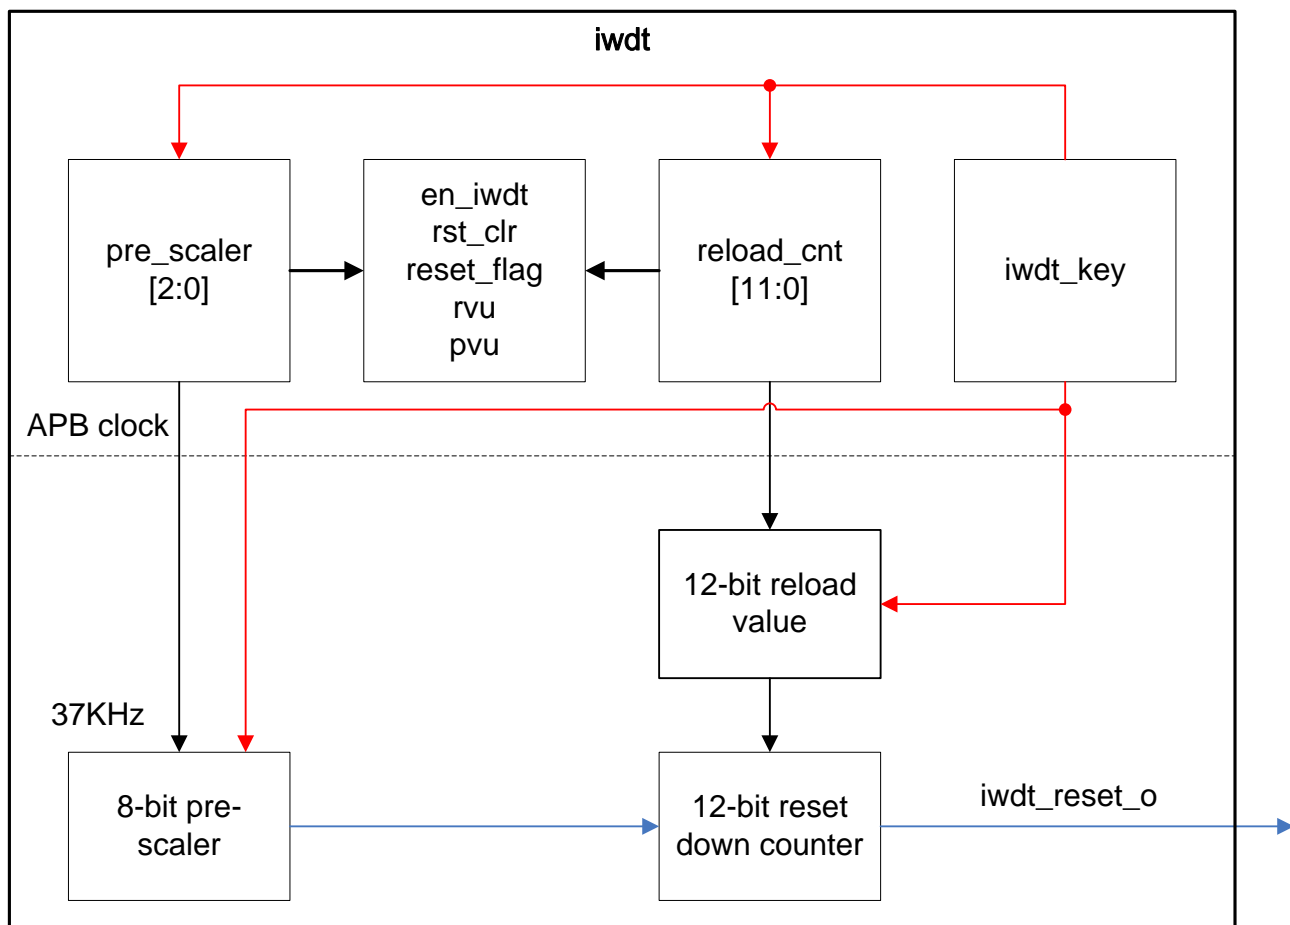 iwdt
pre_scaler
[2:0]
en_iwdt
rst_clr
reset_flag
rvu
pvu
reload_cnt
[11:0]
iwdt_key
APB clock
12-bit reload
value
37KHz
8-bit pre-
scaler
12-bit reset
down counter
iwdt_reset_o